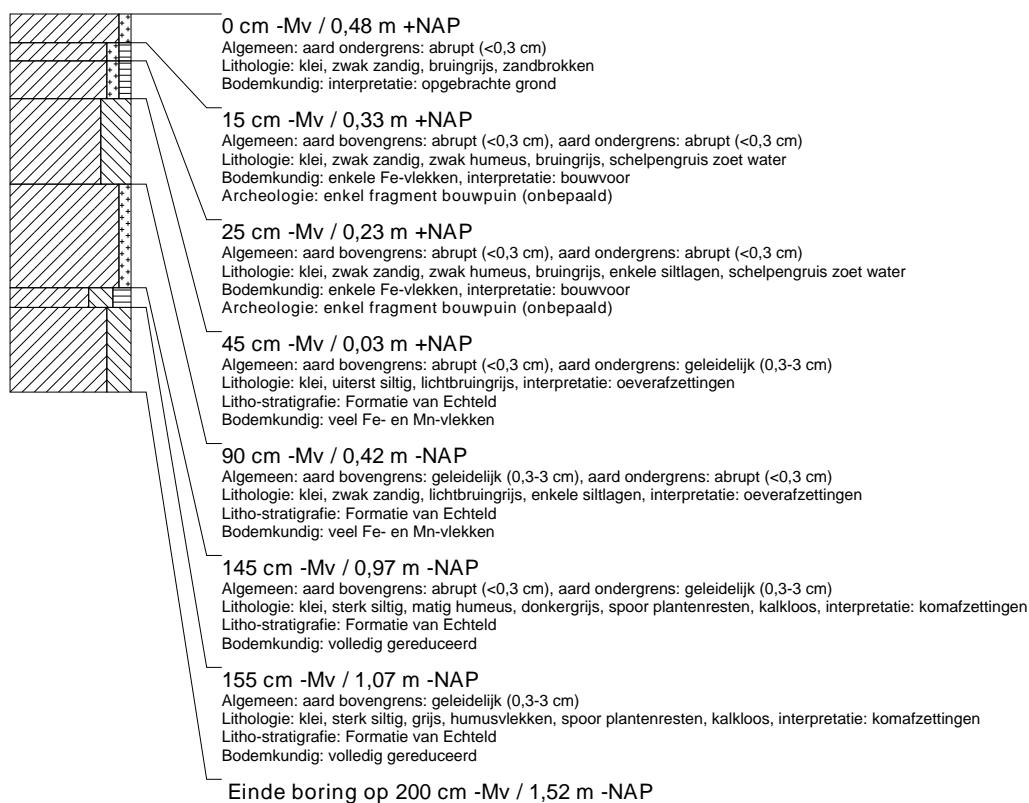 0 cm -Mv / 0,48 m +NAP
Algemeen: aard ondergrens: abrupt (<0,3 cm)
Lithologie: klei, zwak zandig, bruingrijs, zandbrokken
Bodemkundig: interpretatie: opgebrachte grond
15 cm -Mv / 0,33 m +NAP
Algemeen: aard bovengrens: abrupt (<0,3 cm), aard ondergrens: abrupt (<0,3 cm)
Lithologie: klei, zwak zandig, zwak humeus, bruingrijs, schelpengruis zoet water
Bodemkundig: enkele Fe-vlekken, interpretatie: bouwvoor
Archeologie: enkel fragment bouwpuin (onbepaald)
25 cm -Mv / 0,23 m +NAP
Algemeen: aard bovengrens: abrupt (<0,3 cm), aard ondergrens: abrupt (<0,3 cm)
Lithologie: klei, zwak zandig, zwak humeus, bruingrijs, enkele siltlagen, schelpengruis zoet water
Bodemkundig: enkele Fe-vlekken, interpretatie: bouwvoor
Archeologie: enkel fragment bouwpuin (onbepaald)
45 cm -Mv / 0,03 m +NAP
Algemeen: aard bovengrens: abrupt (<0,3 cm), aard ondergrens: geleidelijk (0,3-3 cm)
Lithologie: klei, uiterst siltig, lichtbruingrijs, interpretatie: oeverafzettingen
Litho-stratigrafie: Formatie van Echteld
Bodemkundig: veel Fe- en Mn-vlekken
90 cm -Mv / 0,42 m -NAP
Algemeen: aard bovengrens: geleidelijk (0,3-3 cm), aard ondergrens: abrupt (<0,3 cm)
Lithologie: klei, zwak zandig, lichtbruingrijs, enkele siltlagen, interpretatie: oeverafzettingen
Litho-stratigrafie: Formatie van Echteld
Bodemkundig: veel Fe- en Mn-vlekken
145 cm -Mv / 0,97 m -NAP
Algemeen: aard bovengrens: abrupt (<0,3 cm), aard ondergrens: geleidelijk (0,3-3 cm)
Lithologie: klei, sterk siltig, matig humeus, donkergrijs, spoor plantenresten, kalkloos, interpretatie: komafzettingen
Litho-stratigrafie: Formatie van Echteld
Bodemkundig: volledig gereduceerd
155 cm -Mv / 1,07 m -NAP
Algemeen: aard bovengrens: geleidelijk (0,3-3 cm)
Lithologie: klei, sterk siltig, grijs, humusvlekken, spoor plantenresten, kalkloos, interpretatie: komafzettingen
Litho-stratigrafie: Formatie van Echteld
Bodemkundig: volledig gereduceerd
Einde boring op 200 cm -Mv / 1,52 m -NAP